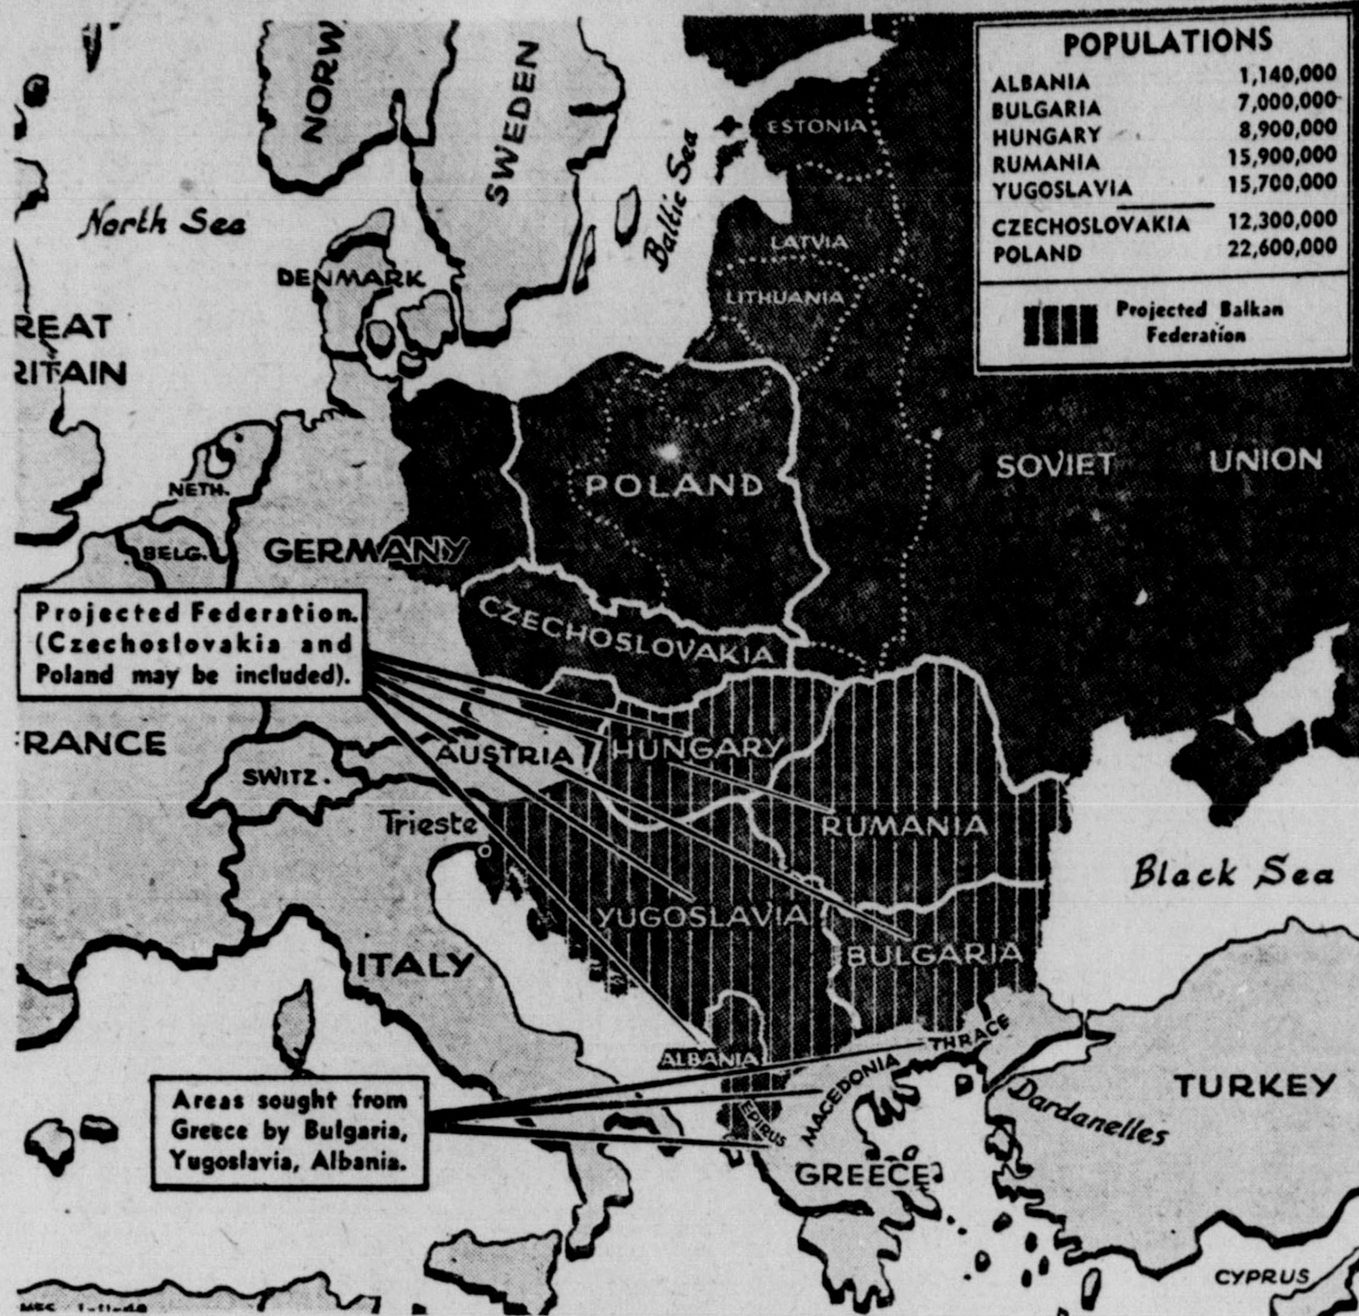 POPULATIONS
ALBANIA 1,140,000
BULGARIA 7,000,000
HUNGARY 8,900,000
RUMANIA 15,900,000
YUGOSLAVIA 15,700,000
CZECHOSLOVAKIA 12,300,000
POLAND 22,600,000
Projected Balkan
Federation
NORW
SWEDEN
ESTONIA
North Sea
Baltic Sea
LATVIA
DENMARK
LITHUANIA
REAT
RITAIN
SOVIET UNION
POLAND
NETH.
BELG.
GERMANY
Projected Federation.
(Czechoslovakia and
Poland may be included).
CZECHOSLOVAKIA
RANCE
SWITZ.
AUSTRIA
HUNGARY
Trieste
RUMANIA
Black Sea
YUGOSLAVIA
BULGARIA
ITALY
ALBANIA
THRACE
MACEDONIA
EPIRUS
Areas sought from
Greece by Bulgaria,
Yugoslavia, Albania.
GREECE
Dardanelles
TURKEY
CYPRUS